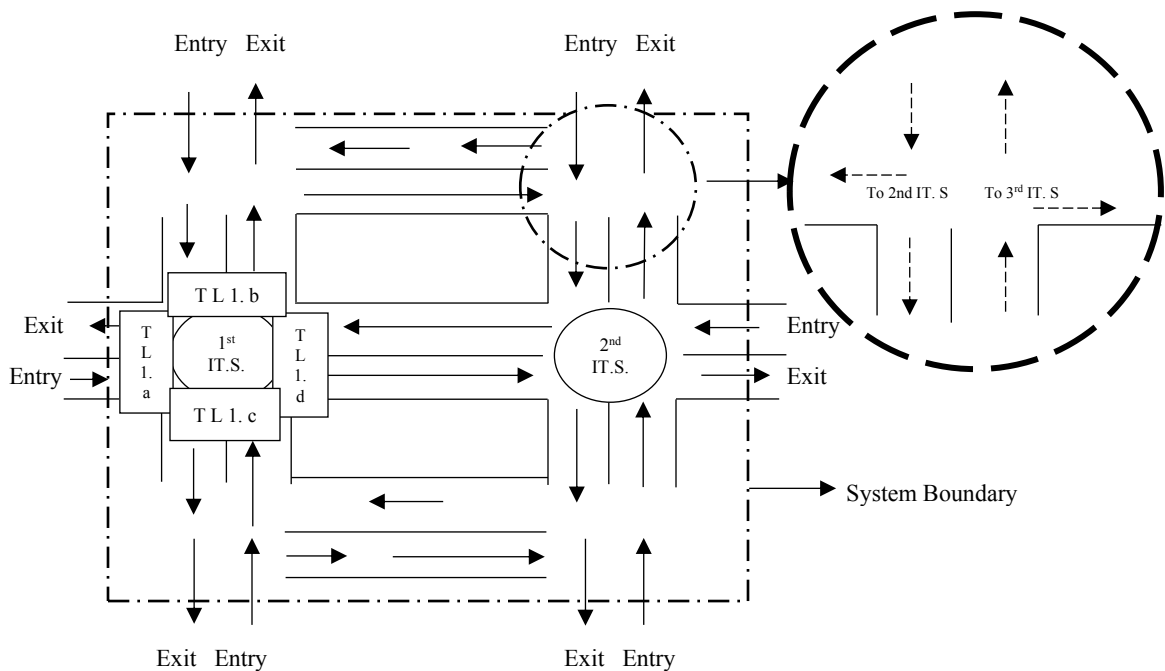 Entry Exit
Entry Exit
To 2nd IT. S
To 3rd IT. S
T L 1. b
Exit
Entry
T
L
1.
a
1st
IT.S.
T
L
1.
d
2nd
IT.S.
Entry
Exit
T L 1. c
System Boundary
Exit Entry
Exit Entry